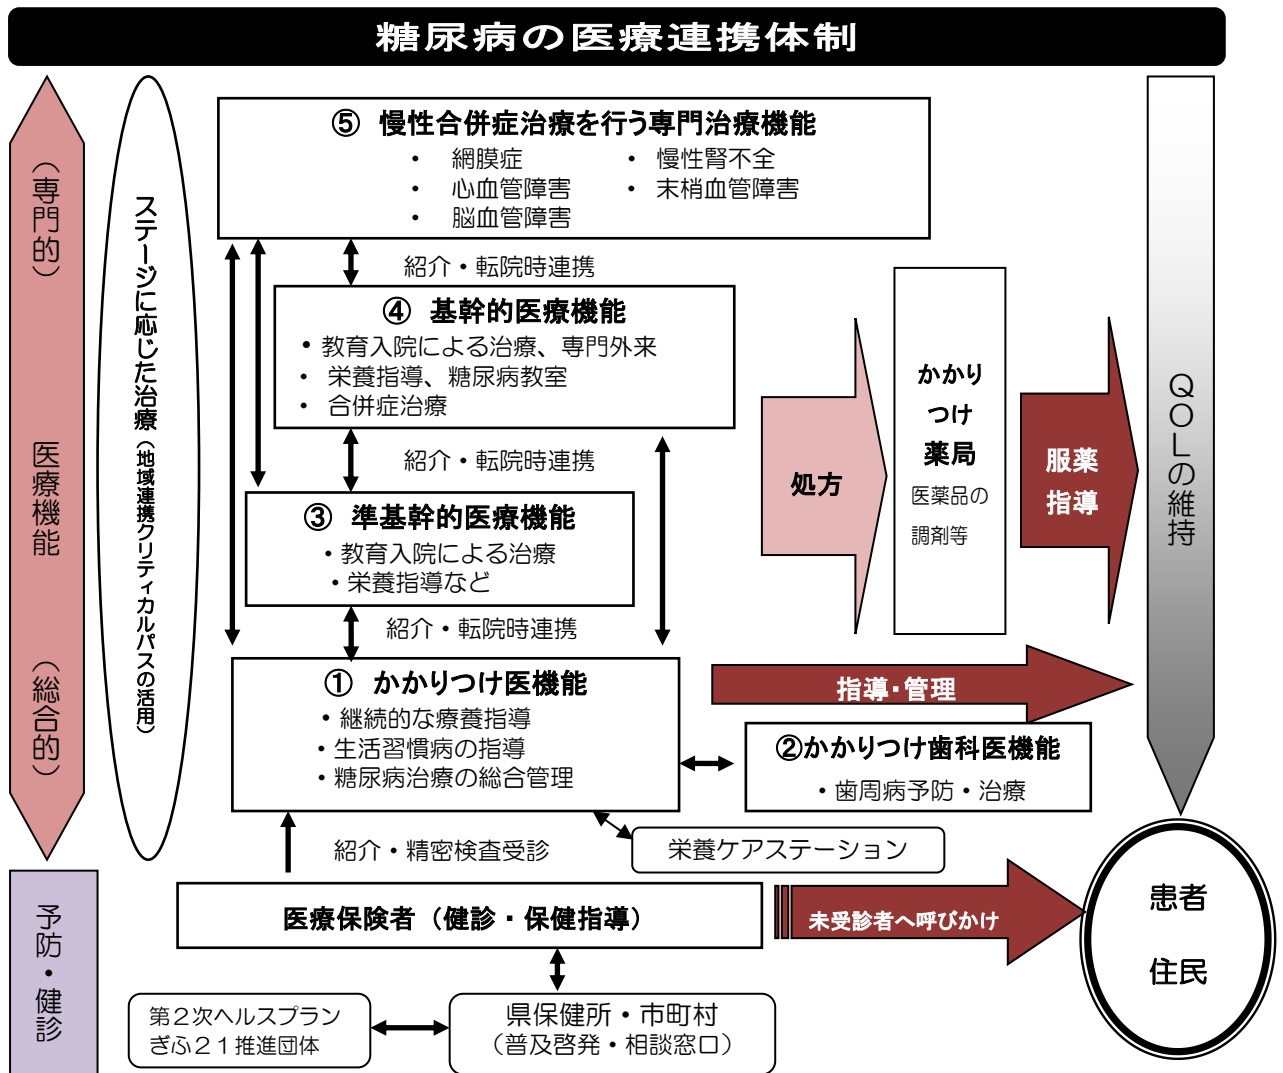 糖尿病の医療連携体制
（専門的）
医療機能
（総合的）
ステージに応じた治療（地域連携クリティカルパスの活用）
⑤ 慢性合併症治療を行う専門治療機能
・ 網膜症
・ 慢性腎不全
・ 心血管障害
・ 末梢血管障害
・ 脳血管障害
紹介・転院時連携
④ 基幹的医療機能
・教育入院による治療、専門外来
・ 栄養指導、糖尿病教室
・ 合併症治療
紹介・転院時連携
③ 準基幹的医療機能
・教育入院による治療
・栄養指導など
紹介・転院時連携
① かかりつけ医機能
・継続的な療養指導
・生活習慣病の指導
・糖尿病治療の総合管理
処方
かかり
つけ
薬局
医薬品の
調剤等
服薬
指導
QOLの維持
指導・管理
②かかりつけ歯科医機能
・歯周病予防・治療
紹介・精密検査受診
栄養ケアステーション
予防・健診
医療保険者（健診・保健指導）
未受診者へ呼びかけ
患者
住民
第２次ヘルスプラン
ぎふ２１推進団体
県保健所・市町村
（普及啓発・相談窓口）